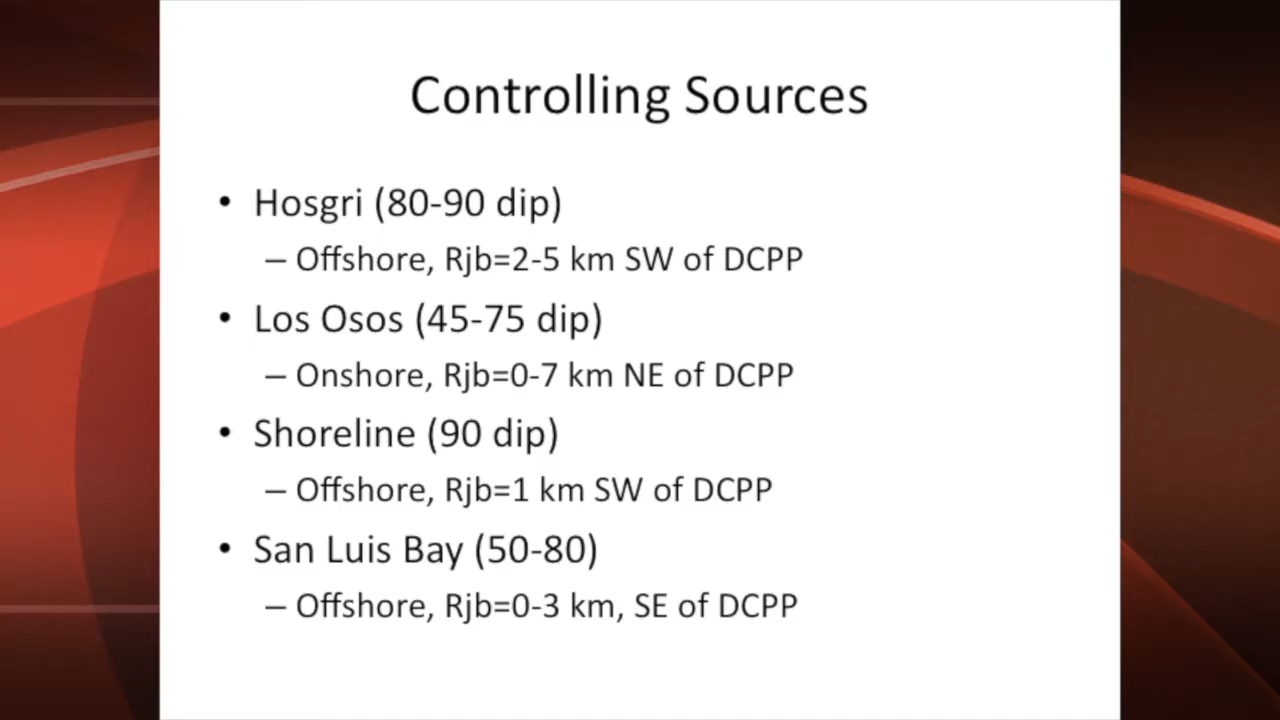 Controlling Sources
• Hosgri (80-90 dip)
– Offshore, Rjb=2-5 km SW of DCPP
• Los Osos (45-75 dip)
– Onshore, Rjb=0-7 km NE of DCPP
• Shoreline (90 dip)
– Offshore, Rjb=1 km SW of DCPP
• San Luis Bay (50-80)
– Offshore, Rjb=0-3 km, SE of DCPP